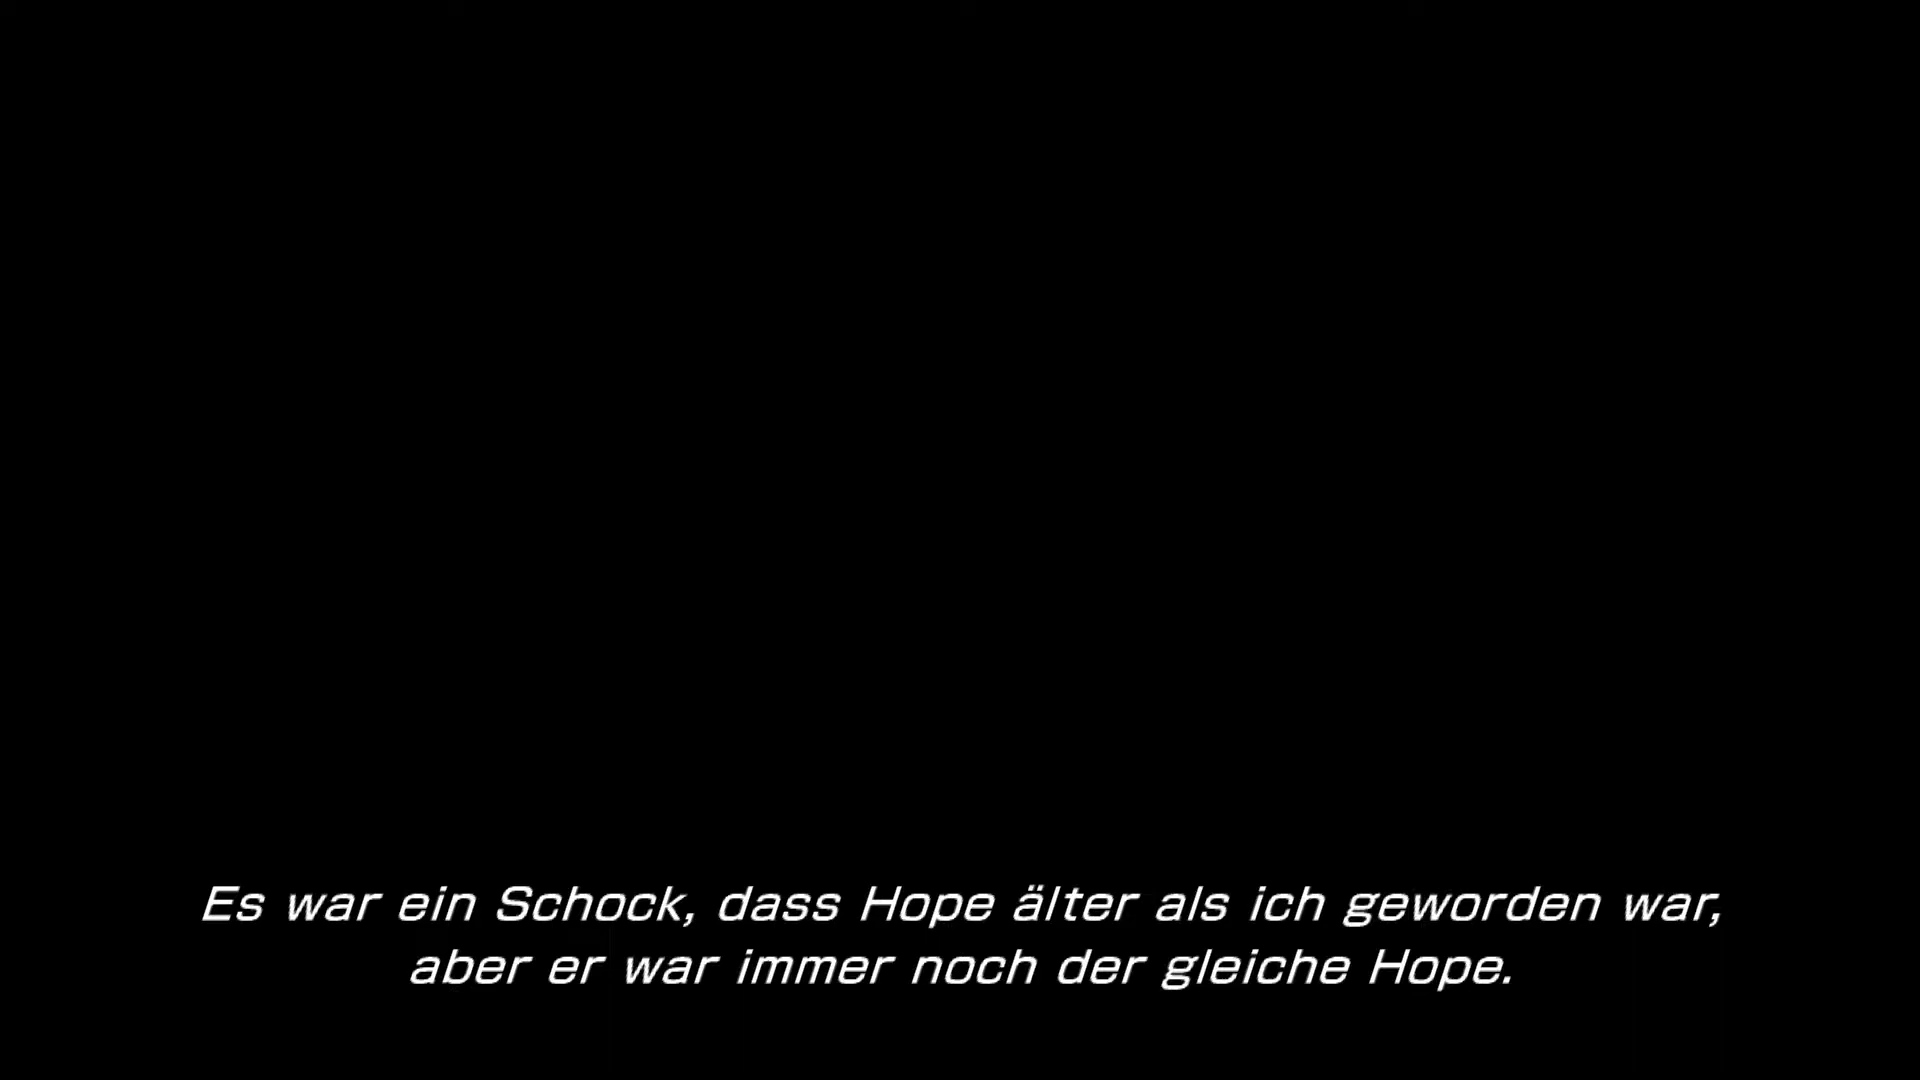 Es war ein Schock, dass Hope älter als ich geworden war,
aber er war immer noch der gleiche Hope.